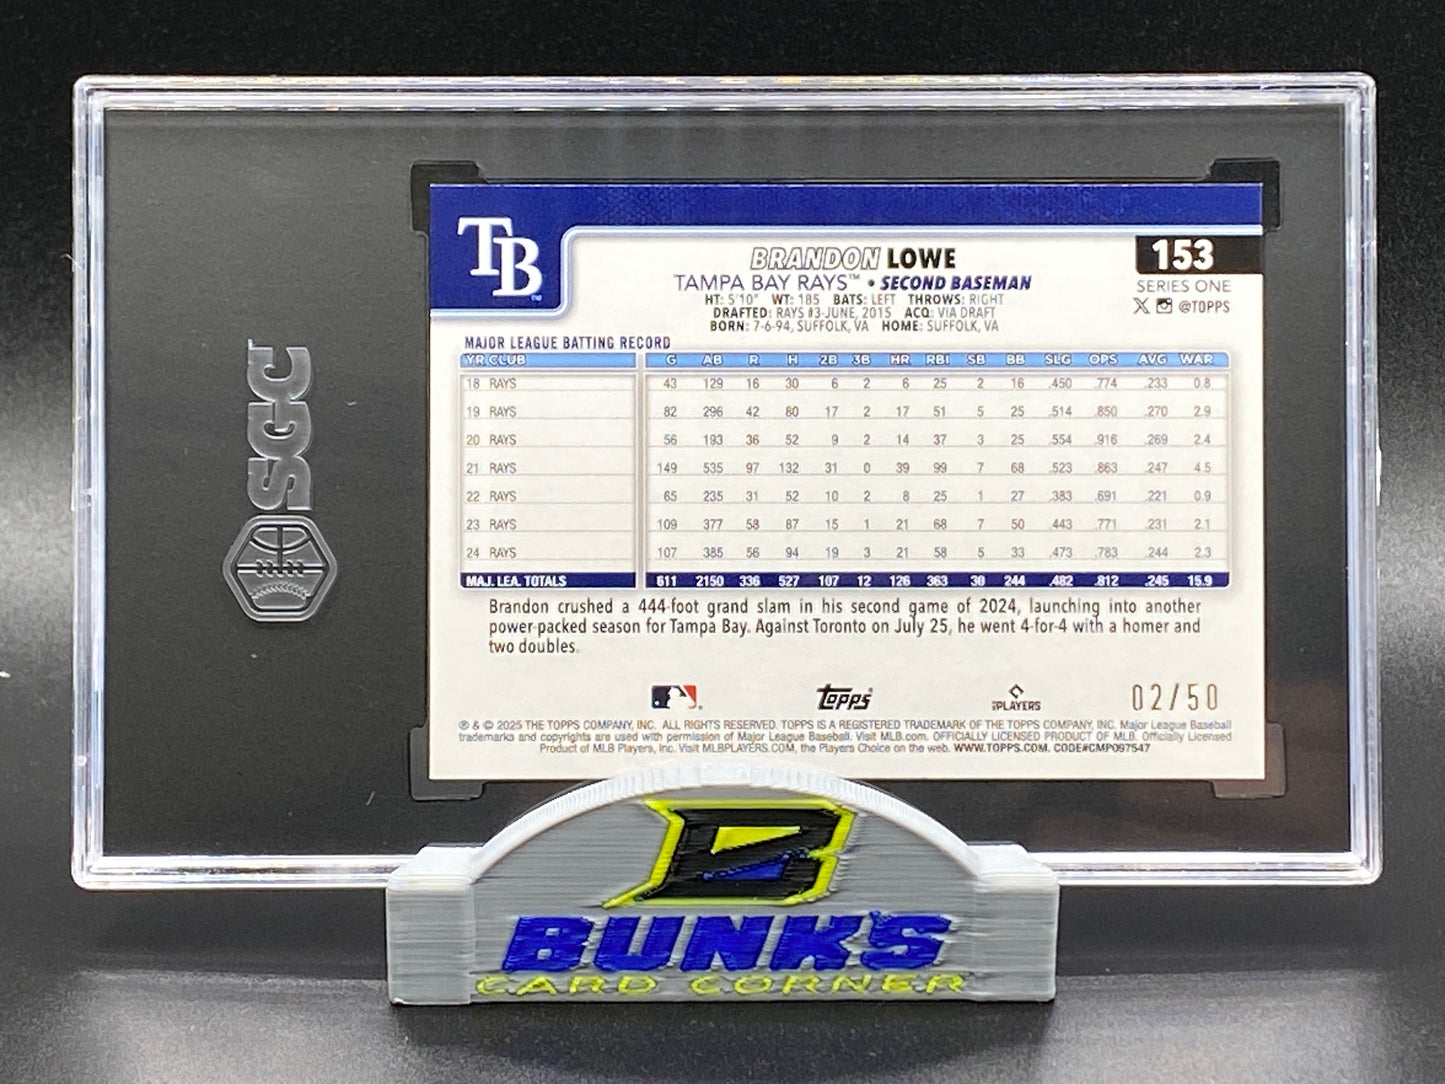 SGC
TB
BRANDON LOWE
TAMPA BAY RAYS™ • SECOND BASEMAN
HT: 5'10" WT: 185 BATS: LEFT THROWS: RIGHT
DRAFTED: RAYS #3-JUNE, 2015 ACQ: VIA DRAFT
BORN: 7-6-94, SUFFOLK, VA HOME: SUFFOLK, VA
153
SERIES ONE
@TOPPS
MAJOR LEAGUE BATTING RECORD
YR CLUB G AB R H 2B 3B HR RBI SB BB SLG OPS AVG WAR
18 RAYS 43 129 16 30 6 2 6 25 2 16 .450 .774 .233 0.8
19 RAYS 82 296 42 80 17 2 17 51 5 25 .514 .850 .270 2.9
20 RAYS 56 193 36 52 9 2 14 37 3 25 .554 .916 .269 2.4
21 RAYS 149 535 97 132 31 0 39 99 7 68 .523 .863 .247 4.5
22 RAYS 65 235 31 52 10 2 8 25 1 27 .383 .691 .221 0.9
23 RAYS 109 377 58 87 15 1 21 68 7 50 .443 .771 .231 2.1
24 RAYS 107 385 56 94 19 3 21 58 5 33 .473 .783 .244 2.3
MAJ. LEA. TOTALS 611 2150 336 527 107 12 126 363 30 244 .482 .812 .245 15.9
Brandon crushed a 444-foot grand slam in his second game of 2024, launching into another
power-packed season for Tampa Bay. Against Toronto on July 25, he went 4-for-4 with a homer and
two doubles.
topps
PLAYERS
02/50
® & © 2025 THE TOPPS COMPANY, INC. ALL RIGHTS RESERVED. TOPPS IS A REGISTERED TRADEMARK OF THE TOPPS COMPANY, INC. Major League Baseball
trademarks and copyrights are used with permission of Major League Baseball. Visit MLB.com. OFFICIALLY LICENSED PRODUCT OF MLB. Officially Licensed
Product of MLB Players, Inc. Visit MLBPLAYERS.COM, the Players Choice on the web. WWW.TOPPS.COM. CODE#CMP097547
B
BUNK'S
CARD CORNER